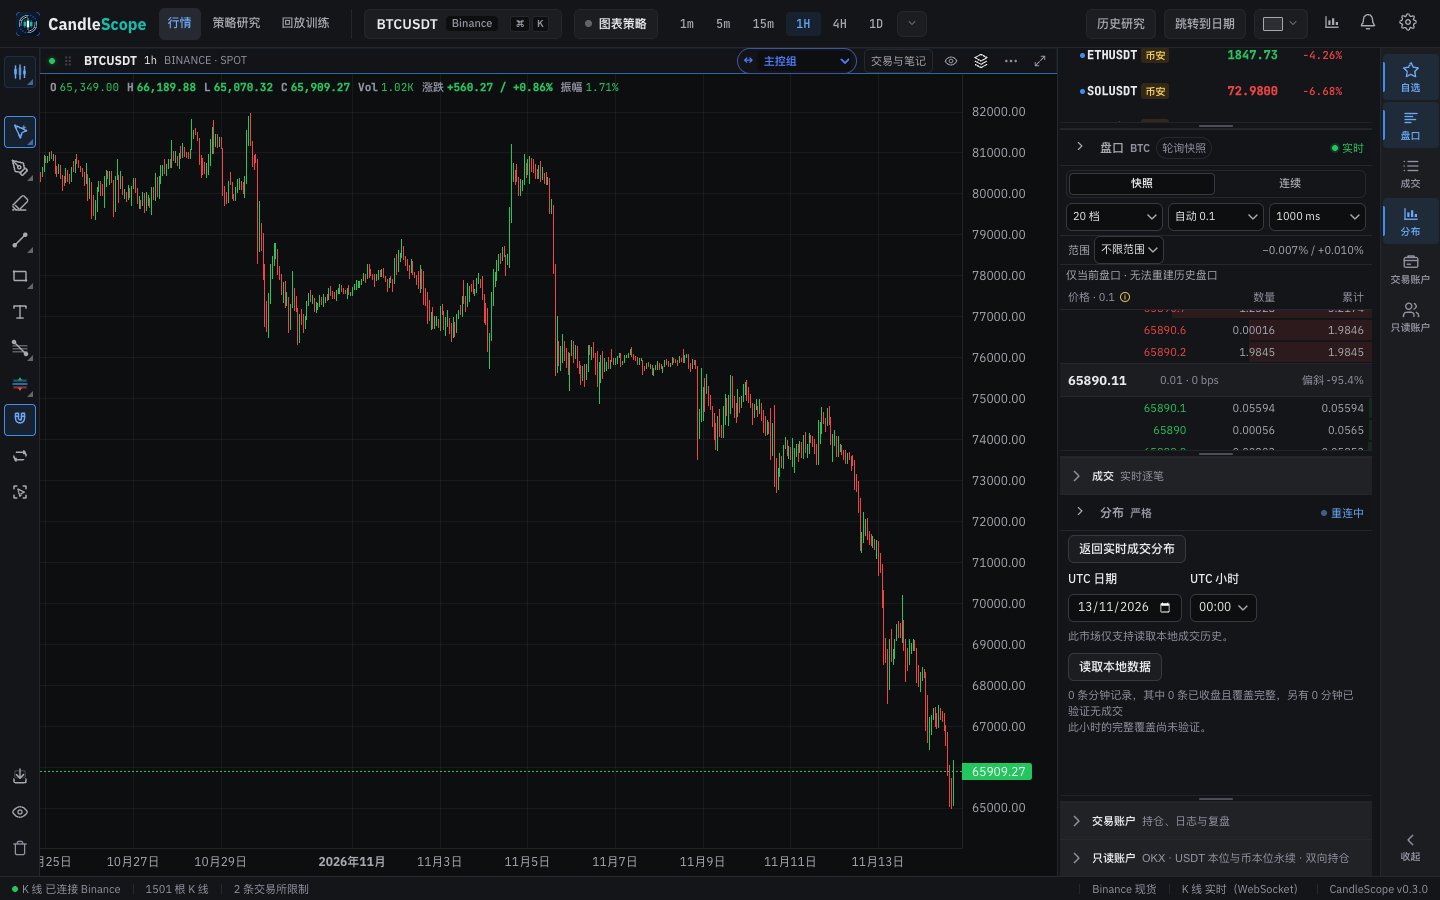 CandleScope 行情 策略研究 回放训练 BTCUSDT Binance ⌘ K 图表策略 1m 5m 15m 1H 4H 1D 历史研究 跳转到日期
BTCUSDT 1h BINANCE · SPOT 主控组 交易与笔记
O 65,349.00 H 66,189.88 L 65,070.32 C 65,909.27 Vol 1.02K 涨跌 +560.27 / +0.86% 振幅 1.71%
82000.00
81000.00
80000.00
79000.00
78000.00
77000.00
76000.00
75000.00
74000.00
73000.00
72000.00
71000.00
70000.00
69000.00
68000.00
67000.00
65909.27
65000.00
月25日 10月27日 10月29日 2026年11月 11月3日 11月5日 11月7日 11月9日 11月11日 11月13日
ETHUSDT 币安 1847.73 -4.26%
SOLUSDT 币安 72.9800 -6.68%
盘口 BTC 轮询快照 实时
快照 连续
20 档 自动 0.1 1000 ms
范围 不限范围 −0.007% / +0.010%
仅当前盘口 · 无法重建历史盘口
价格 · 0.1 数量 累计
65890.6 0.00016 1.9846
65890.2 1.9845 1.9845
65890.11 0.01 · 0 bps 偏斜 -95.4%
65890.1 0.05594 0.05594
65890 0.00056 0.0565
成交 实时逐笔
分布 严格 重连中
返回实时成交分布
UTC 日期 UTC 小时
13/11/2026 00:00
此市场仅支持读取本地成交历史。
读取本地数据
0 条分钟记录，其中 0 条已收盘且覆盖完整，另有 0 分钟已
验证无成交
此小时的完整覆盖尚未验证。
交易账户 持仓、日志与复盘
只读账户 OKX · USDT 本位与币本位永续 · 双向持仓
自选
盘口
成交
分布
交易账户
只读账户
收起
K 线 已连接 Binance 1501 根 K 线 2 条交易所限制 Binance 现货 K 线 实时（WebSocket） CandleScope v0.3.0